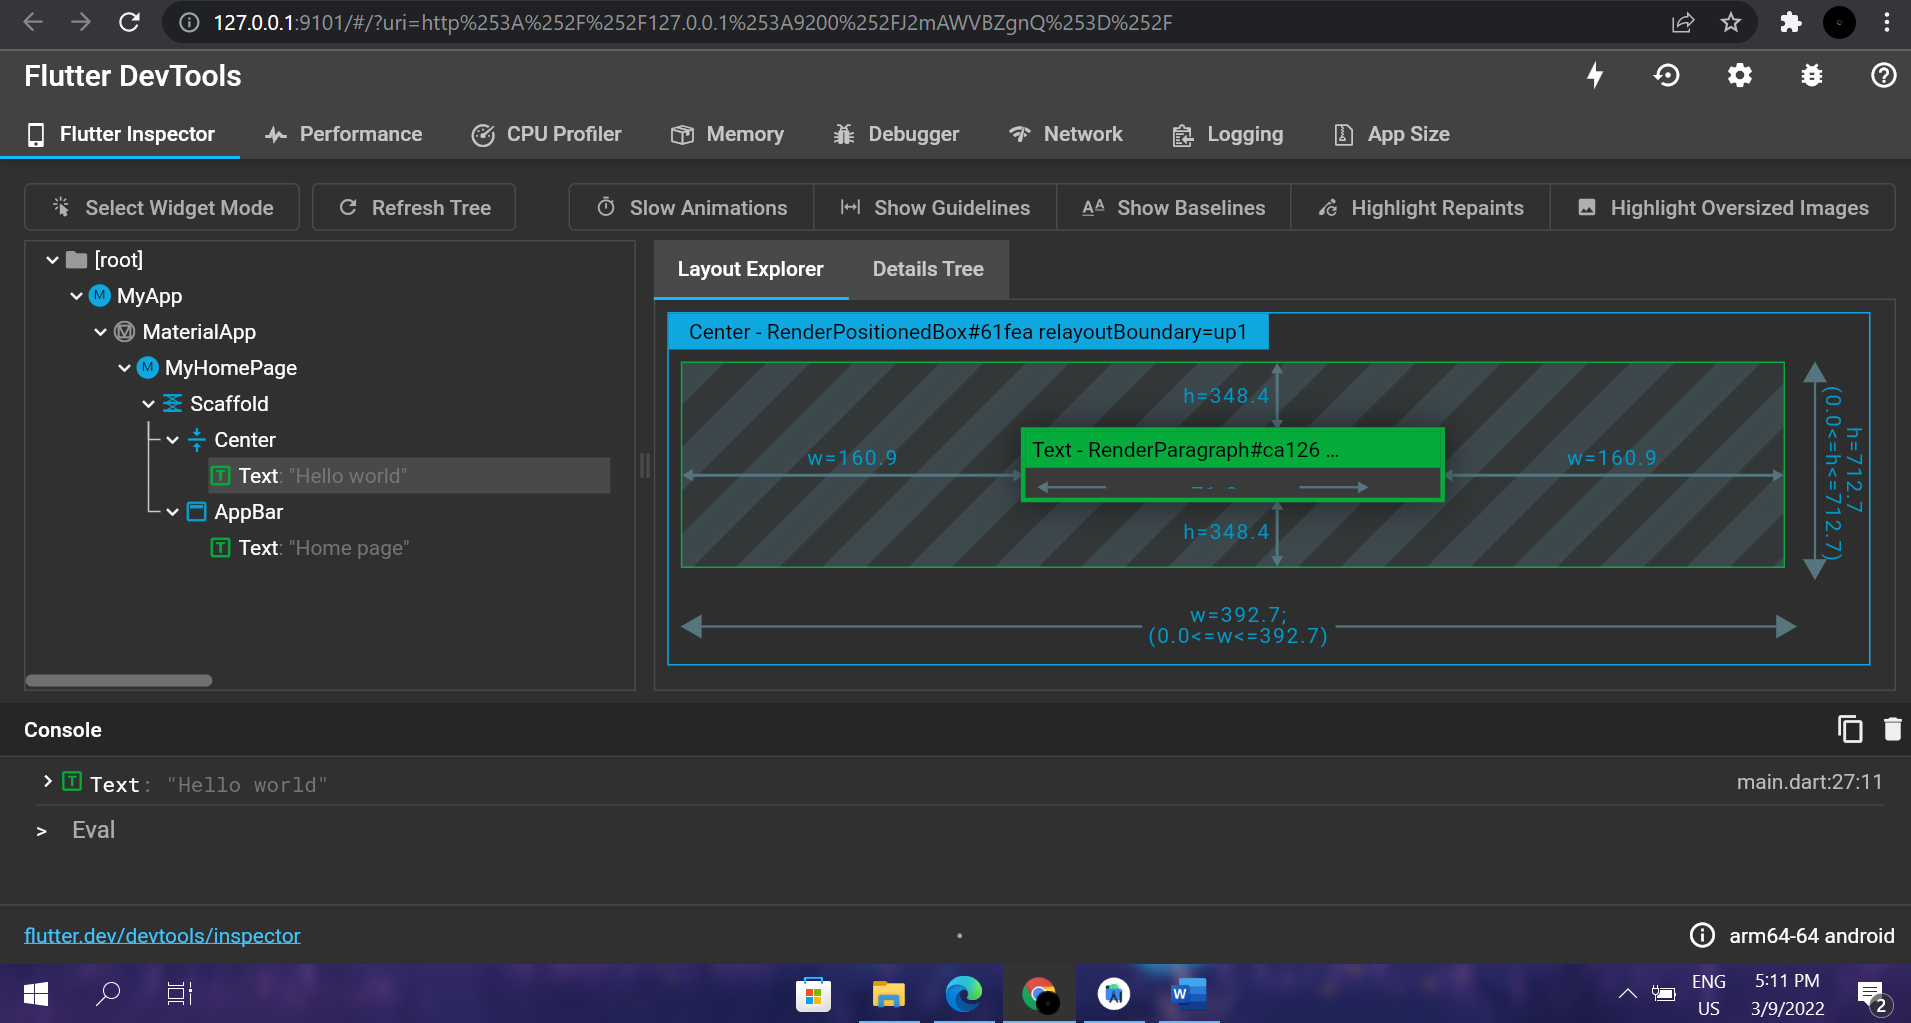 127.0.0.1:9101/#/?uri=http%253A%252F%252F127.0.0.1%253A9200%252FJ2mAWVBZgnQ%253D%252F
Flutter DevTools
Flutter Inspector
Performance
CPU Profiler
Memory
Debugger
Network
Logging
App Size
Select Widget Mode
Refresh Tree
Slow Animations
Show Guidelines
Show Baselines
Highlight Repaints
Highlight Oversized Images
[root]
M MyApp
MaterialApp
M MyHomePage
Scaffold
Center
T Text: "Hello world"
AppBar
T Text: "Home page"
Layout Explorer
Details Tree
Center - RenderPositionedBox#61fea relayoutBoundary=up1
h=348.4
w=160.9
Text - RenderParagraph#ca126 ...
w=160.9
h=348.4
h=712.7
(0.0<=h<=712.7)
w=392.7;
(0.0<=w<=392.7)
Console
> T Text: "Hello world"
main.dart:27:11
> Eval
flutter.dev/devtools/inspector
arm64-64 android
W
ENG
US
5:11 PM
3/9/2022
2